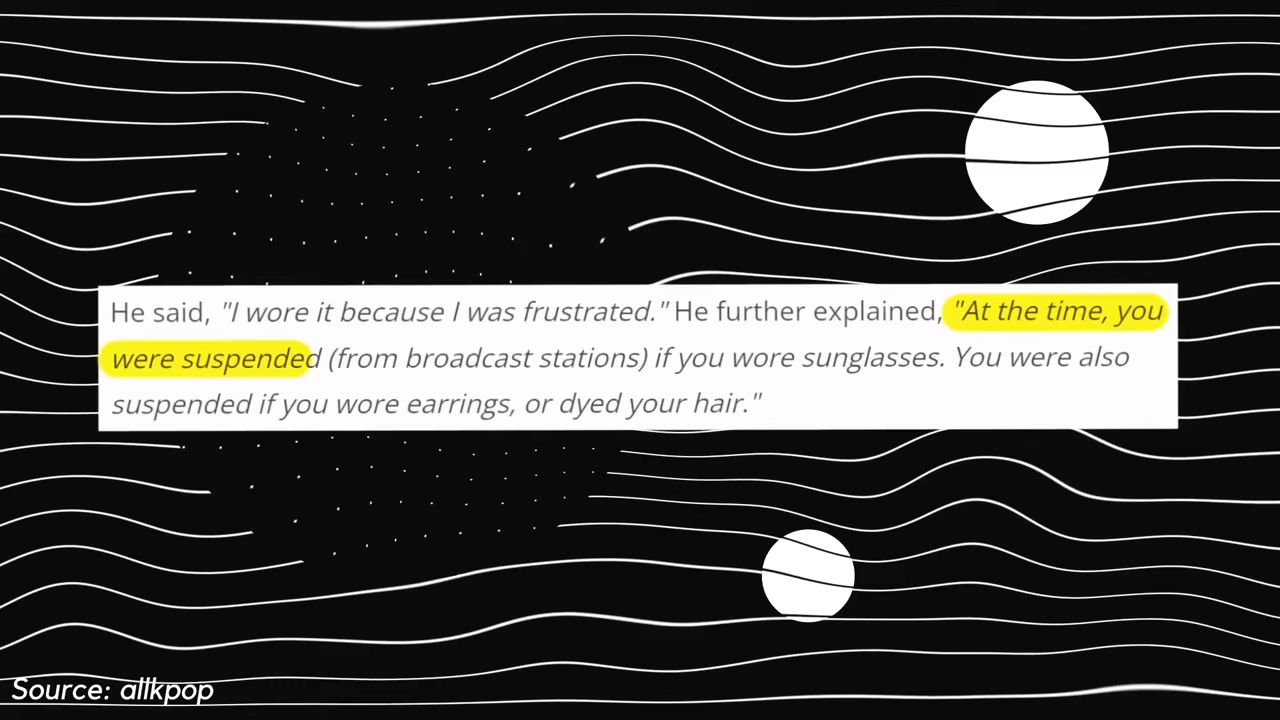 He said, "I wore it because I was frustrated." He further explained, "At the time, you
were suspended (from broadcast stations) if you wore sunglasses. You were also
suspended if you wore earrings, or dyed your hair."
Source: allkpop